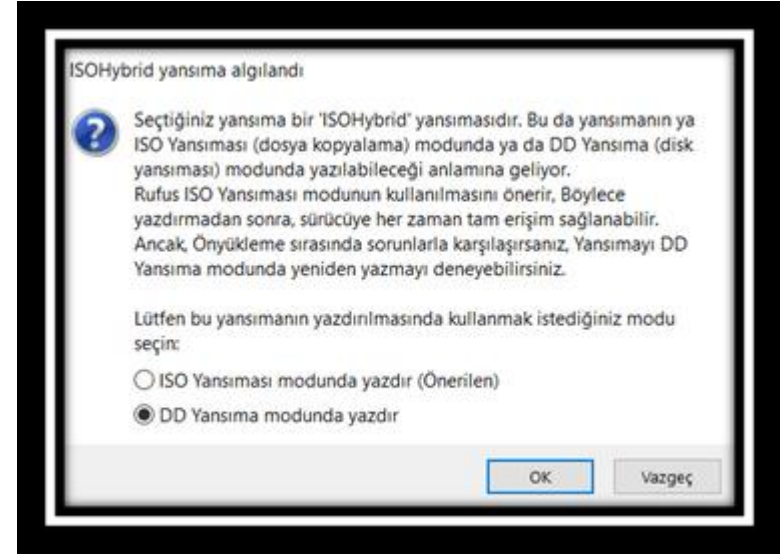 ISOHybrid yansıma algılandı
Seçtiğiniz yansıma bir 'ISOHybrid' yansımasıdır. Bu da yansımanın ya
ISO Yansıması (dosya kopyalama) modunda ya da DD Yansıma (disk
yansıması) modunda yazılabileceği anlamına geliyor.
Rufus ISO Yansıması modunun kullanılmasını önerir, Böylece
yazdırmadan sonra, sürücüye her zaman tam erişim sağlanabilir.
Ancak, Önyükleme sırasında sorunlarla karşılaşırsanız, Yansımayı DD
Yansıma modunda yeniden yazmayı deneyebilirsiniz.
Lütfen bu yansımanın yazdırılmasında kullanmak istediğiniz modu
seçin:
ISO Yansıması modunda yazdır (Önerilen)
DD Yansıma modunda yazdır
OK Vazgeç